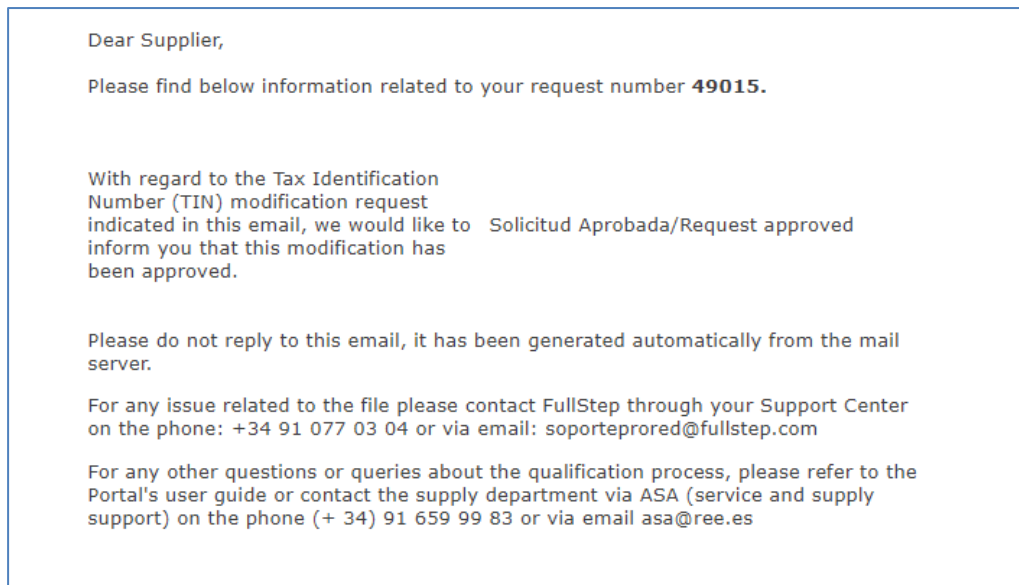 Dear Supplier,
Please find below information related to your request number 49015.
With regard to the Tax Identification
Number (TIN) modification request
indicated in this email, we would like to   Solicitud Aprobada/Request approved
inform you that this modification has
been approved.
Please do not reply to this email, it has been generated automatically from the mail
server.
For any issue related to the file please contact FullStep through your Support Center
on the phone: +34 91 077 03 04 or via email: soporteprored@fullstep.com
For any other questions or queries about the qualification process, please refer to the
Portal's user guide or contact the supply department via ASA (service and supply
support) on the phone (+ 34) 91 659 99 83 or via email asa@ree.es